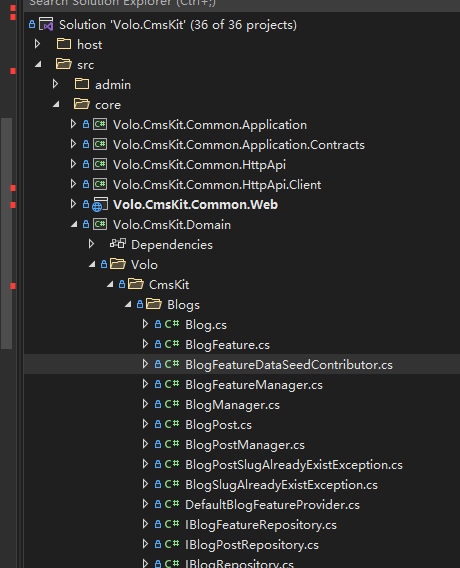 Search Solution Explorer (Ctrl+;)
Solution 'Volo.CmsKit' (36 of 36 projects)
host
src
admin
core
C# Volo.CmsKit.Common.Application
C# Volo.CmsKit.Common.Application.Contracts
C# Volo.CmsKit.Common.HttpApi
C# Volo.CmsKit.Common.HttpApi.Client
Volo.CmsKit.Common.Web
C# Volo.CmsKit.Domain
Dependencies
Volo
CmsKit
Blogs
C# Blog.cs
C# BlogFeature.cs
C# BlogFeatureDataSeedContributor.cs
C# BlogFeatureManager.cs
C# BlogManager.cs
C# BlogPost.cs
C# BlogPostManager.cs
C# BlogPostSlugAlreadyExistException.cs
C# BlogSlugAlreadyExistException.cs
C# DefaultBlogFeatureProvider.cs
C# IBlogFeatureRepository.cs
C# IBlogPostRepository.cs
C# IBlogRepository.cs